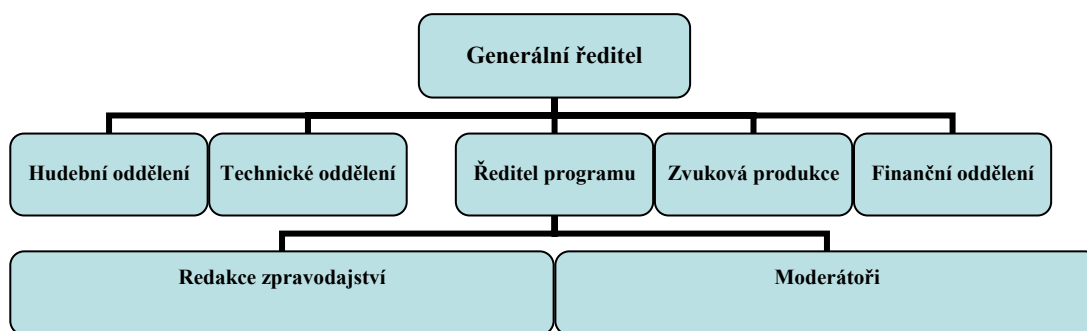 Generální ředitel
Hudební oddělení
Technické oddělení
Ředitel programu
Zvuková produkce
Finanční oddělení
Redakce zpravodajství
Moderátoři